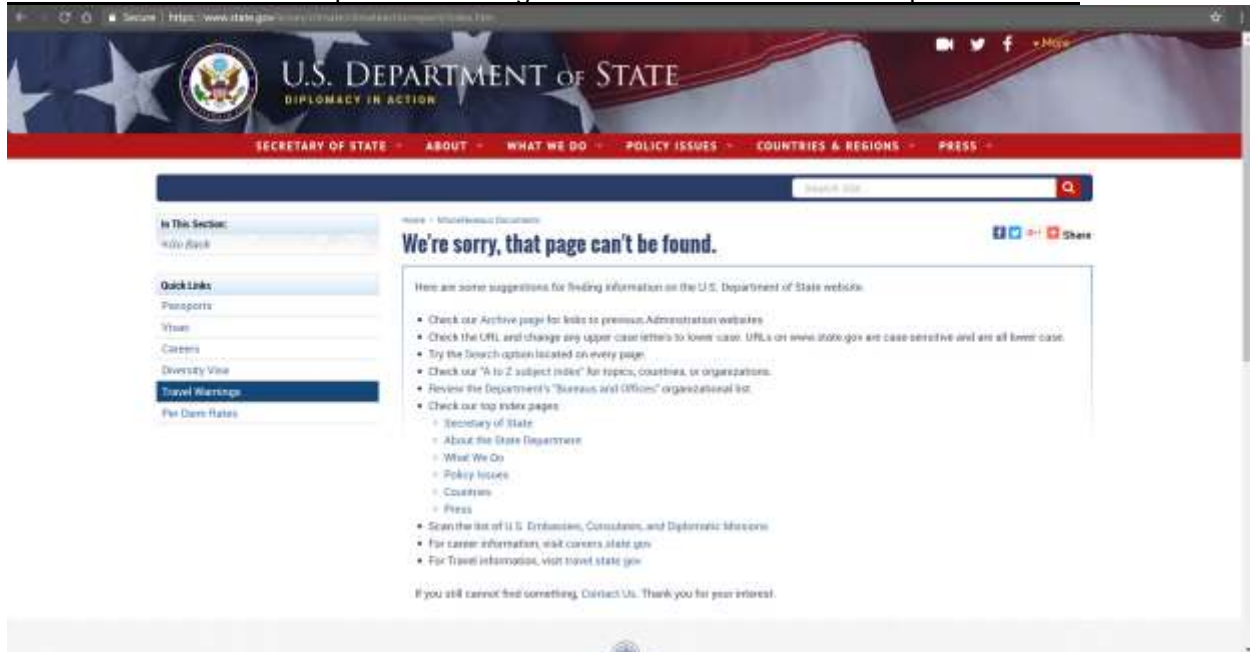 Secure | https://www.state.gov
More
U.S. DEPARTMENT OF STATE
DIPLOMACY IN ACTION
SECRETARY OF STATE ABOUT WHAT WE DO POLICY ISSUES COUNTRIES & REGIONS PRESS
Search site
In This Section:
Go Back
Home > Miscellaneous Documents
We're sorry, that page can't be found.
Share
Quick Links
Passports
Visas
Careers
Diversity Visa
Travel Warnings
Per Diem Rates
Here are some suggestions for finding information on the U.S. Department of State website.
• Check our Archive page for links to previous Administration websites
• Check the URL and change any upper case letters to lower case. URLs on www.state.gov are case sensitive and are all lower case.
• Try the Search option located on every page.
• Check our "A to Z subject index" for topics, countries, or organizations.
• Review the Department's "Bureaus and Offices" organizational list.
• Check our top index pages:
Secretary of State
About the State Department
What We Do
Policy Issues
Countries
Press
• Scan the list of U.S. Embassies, Consulates, and Diplomatic Missions
• For career information, visit careers.state.gov
• For Travel information, visit travel.state.gov
If you still cannot find something, Contact Us. Thank you for your interest.